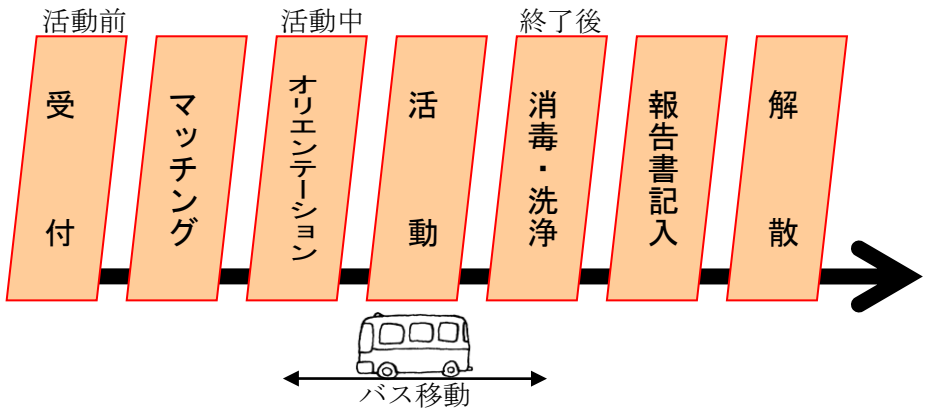 活動前
活動中
終了後
受付
マッチング
オリエンテーション
活動
消毒・洗浄
報告書記入
解散
バス移動